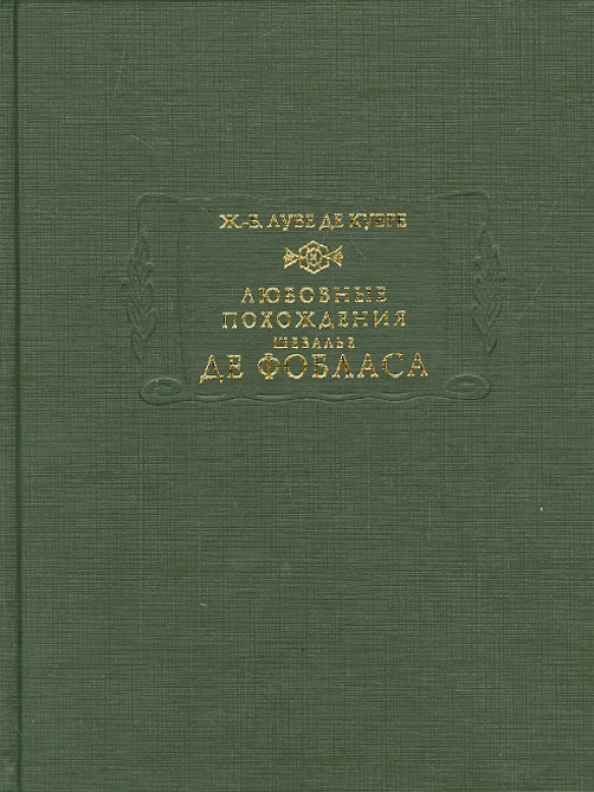 Ж.-Б. ЛУВЕ ДЕ КУВРЕ
ЛЮБОВНЫЕ
ПОХОЖДЕНИЯ
ШЕВАЛЬЕ
ДЕ ФОБЛАСА